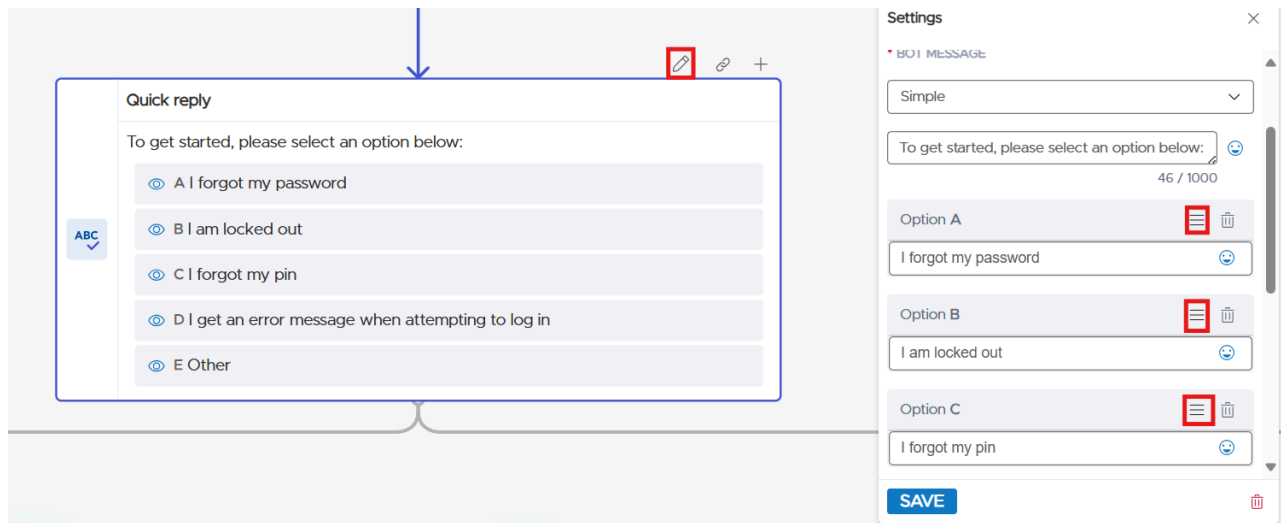 Quick reply
To get started, please select an option below:
A I forgot my password
B I am locked out
C I forgot my pin
D I get an error message when attempting to log in
E Other
ABC
Settings
* BOT MESSAGE
Simple
To get started, please select an option below:
46 / 1000
Option A
I forgot my password
Option B
I am locked out
Option C
I forgot my pin
SAVE